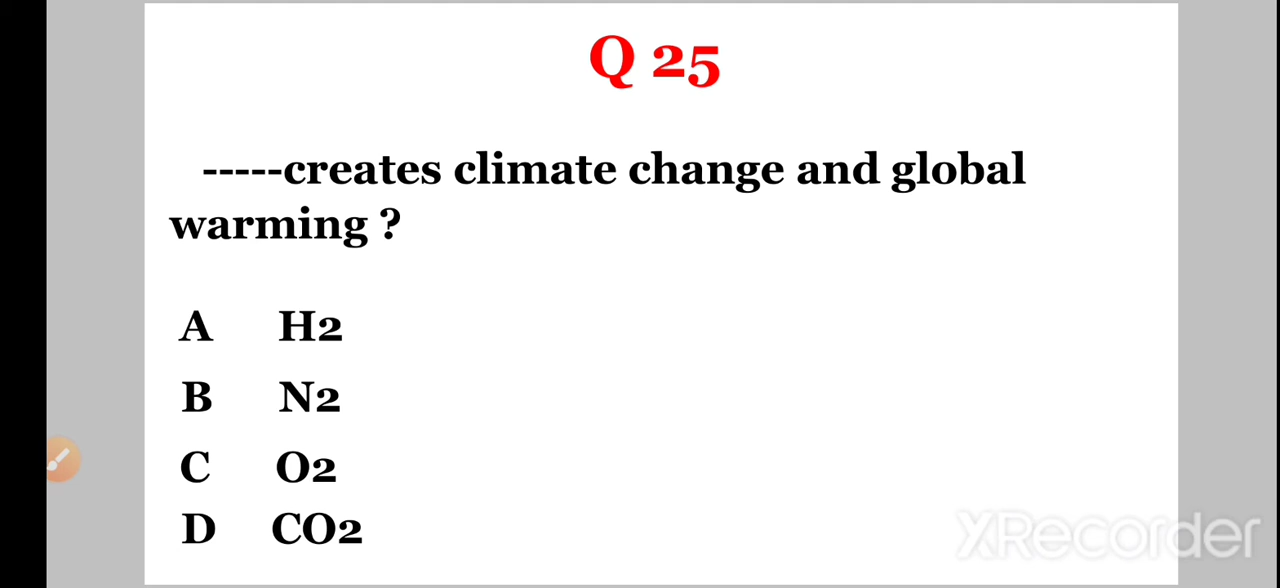 Q 25
-----creates climate change and global
warming ?
A H2
B N2
C O2
D CO2
XRecorder